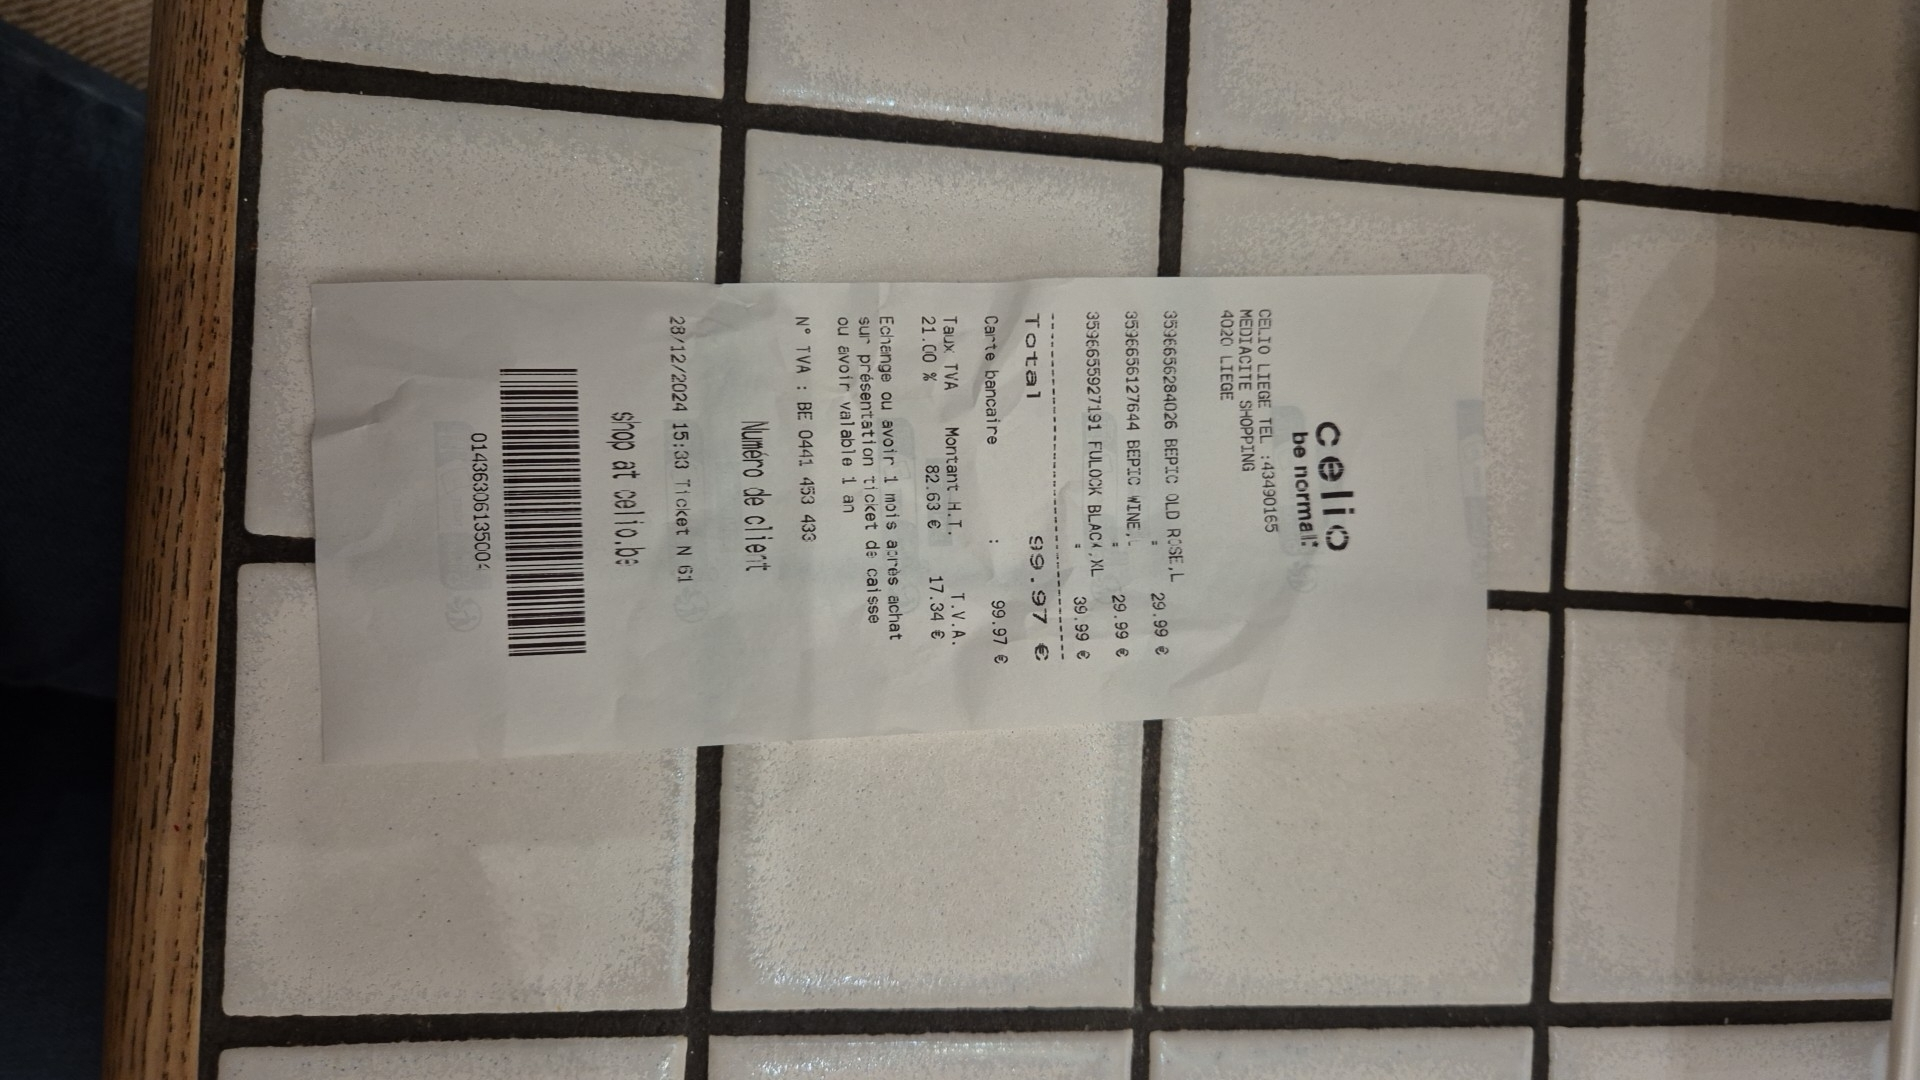 celio
be normal:
CELIO LIEGE TEL :43490165
MEDIACITE SHOPPING
4020 LIEGE
3596656284026 BEPIC OLD ROSE,L
: 29.99 €
3596656127644 BEPIC WINE,L
: 29.99 €
3596655927191 FULOCK BLACK,XL
: 39.99 €
Total 99.97 €
Carte bancaire : 99.97 €
Taux TVA Montant H.T. T.V.A.
21.00 % 82.63 € 17.34 €
Echange ou avoir 1 mois après achat
sur présentation ticket de caisse
ou avoir valable 1 an
N° TVA : BE 0441 453 433
Numéro de client
28/12/2024 15:33 Ticket N 61
shop at celio.be
01436306135004